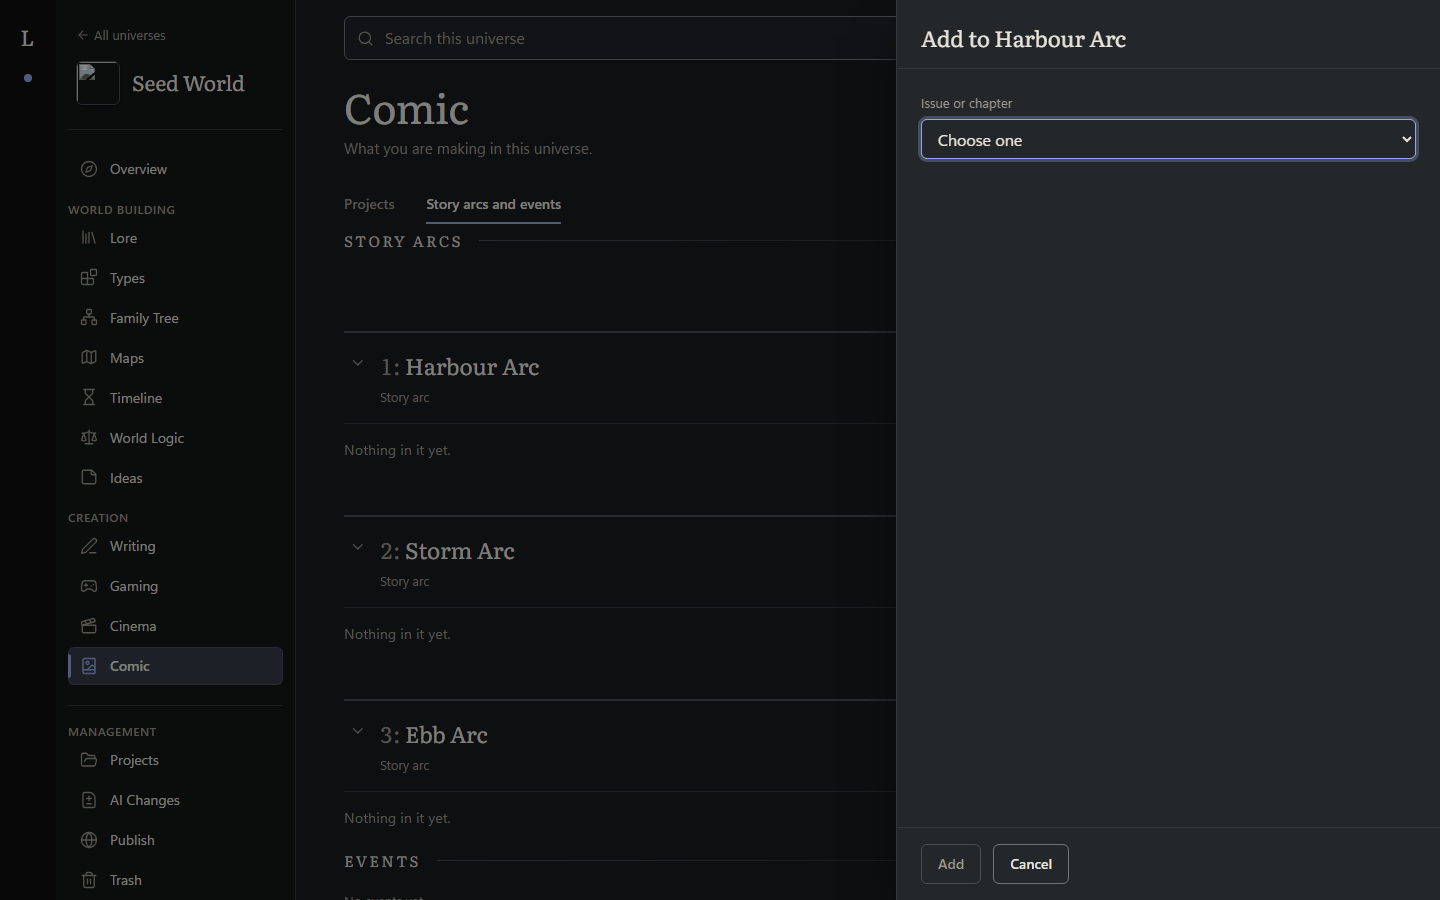 L
All universes
Seed World
Overview
WORLD BUILDING
Lore
Types
Family Tree
Maps
Timeline
World Logic
Ideas
CREATION
Writing
Gaming
Cinema
Comic
MANAGEMENT
Projects
AI Changes
Publish
Trash
Search this universe
Comic
What you are making in this universe.
Projects
Story arcs and events
STORY ARCS
1: Harbour Arc
Story arc
Nothing in it yet.
2: Storm Arc
Story arc
Nothing in it yet.
3: Ebb Arc
Story arc
Nothing in it yet.
EVENTS
No events yet
Add to Harbour Arc
Issue or chapter
Choose one
Add
Cancel